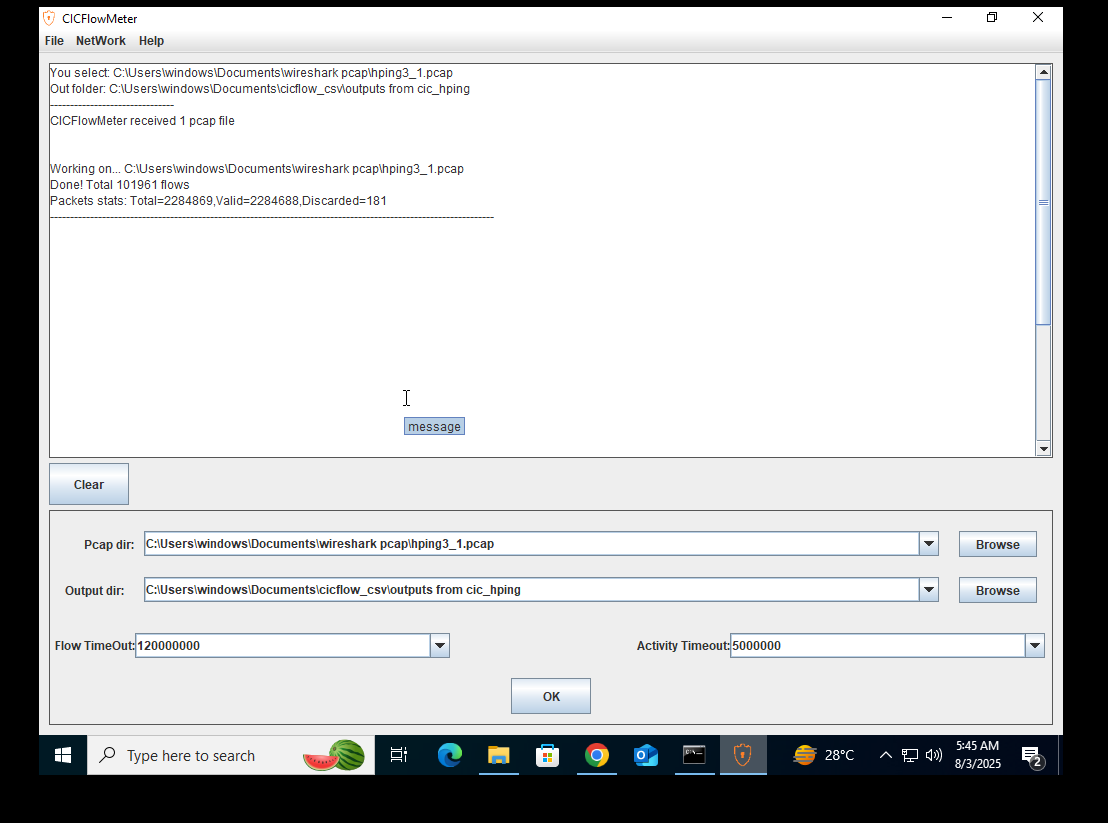 CICFlowMeter
File NetWork Help
You select: C:\Users\windows\Documents\wireshark pcap\hping3_1.pcap
Out folder: C:\Users\windows\Documents\cicflow_csv\outputs from cic_hping
-------------------------------
CICFlowMeter received 1 pcap file
Working on... C:\Users\windows\Documents\wireshark pcap\hping3_1.pcap
Done! Total 101961 flows
Packets stats: Total=2284869,Valid=2284688,Discarded=181
---------------------------------------------------------------------------------------------------------------
message
Clear
Pcap dir: C:\Users\windows\Documents\wireshark pcap\hping3_1.pcap Browse
Output dir: C:\Users\windows\Documents\cicflow_csv\outputs from cic_hping Browse
Flow TimeOut: 120000000 Activity Timeout: 5000000
OK
Type here to search 28°C 5:45 AM
8/3/2025 2